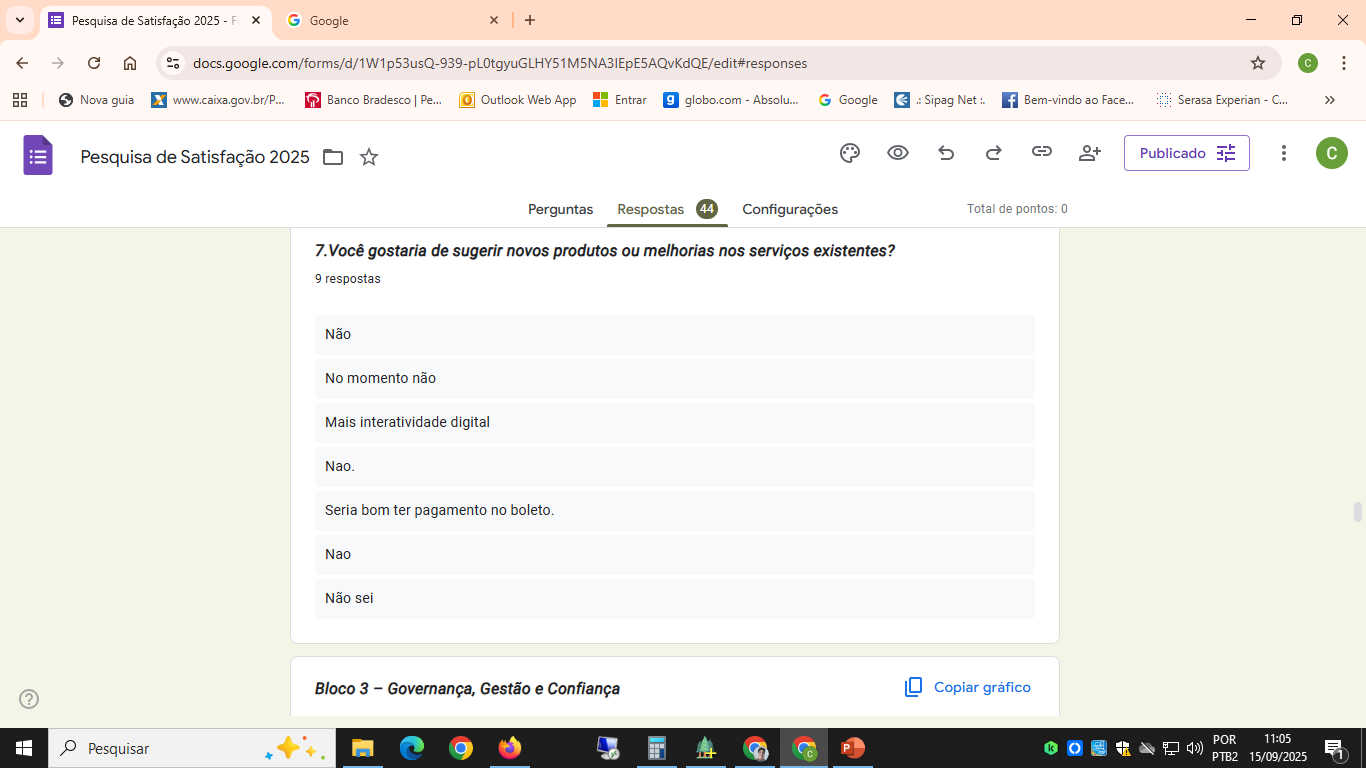 Pesquisa de Satisfação 2025 - F
Google
docs.google.com/forms/d/1W1p53usQ-939-pL0tgyuGLHY51M5NA3IEpE5AQvKdQE/edit#responses
C
Nova guia
www.caixa.gov.br/P...
Banco Bradesco | Pe...
Outlook Web App
Entrar
globo.com - Absolu...
Google
.: Sipag Net :.
Bem-vindo ao Face...
Serasa Experian - C...
Pesquisa de Satisfação 2025
Publicado
C
Perguntas
Respostas 44
Configurações
Total de pontos: 0
7.Você gostaria de sugerir novos produtos ou melhorias nos serviços existentes?
9 respostas
Não
No momento não
Mais interatividade digital
Nao.
Seria bom ter pagamento no boleto.
Nao
Não sei
Bloco 3 – Governança, Gestão e Confiança
Copiar gráfico
Pesquisar
POR
PTB2
11:05
15/09/2025
1